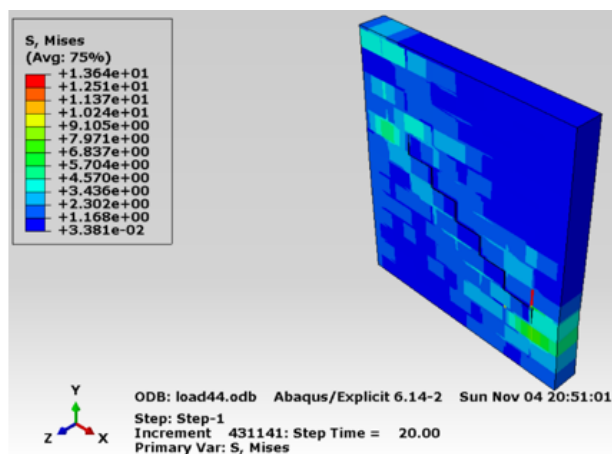 S, Mises
(Avg: 75%)
+1.364e+01
+1.251e+01
+1.137e+01
+1.024e+01
+9.105e+00
+7.971e+00
+6.837e+00
+5.704e+00
+4.570e+00
+3.436e+00
+2.302e+00
+1.168e+00
+3.381e-02
Y
Z X
ODB: load44.odb Abaqus/Explicit 6.14-2 Sun Nov 04 20:51:01
Step: Step-1
Increment 431141: Step Time = 20.00
Primary Var: S, Mises